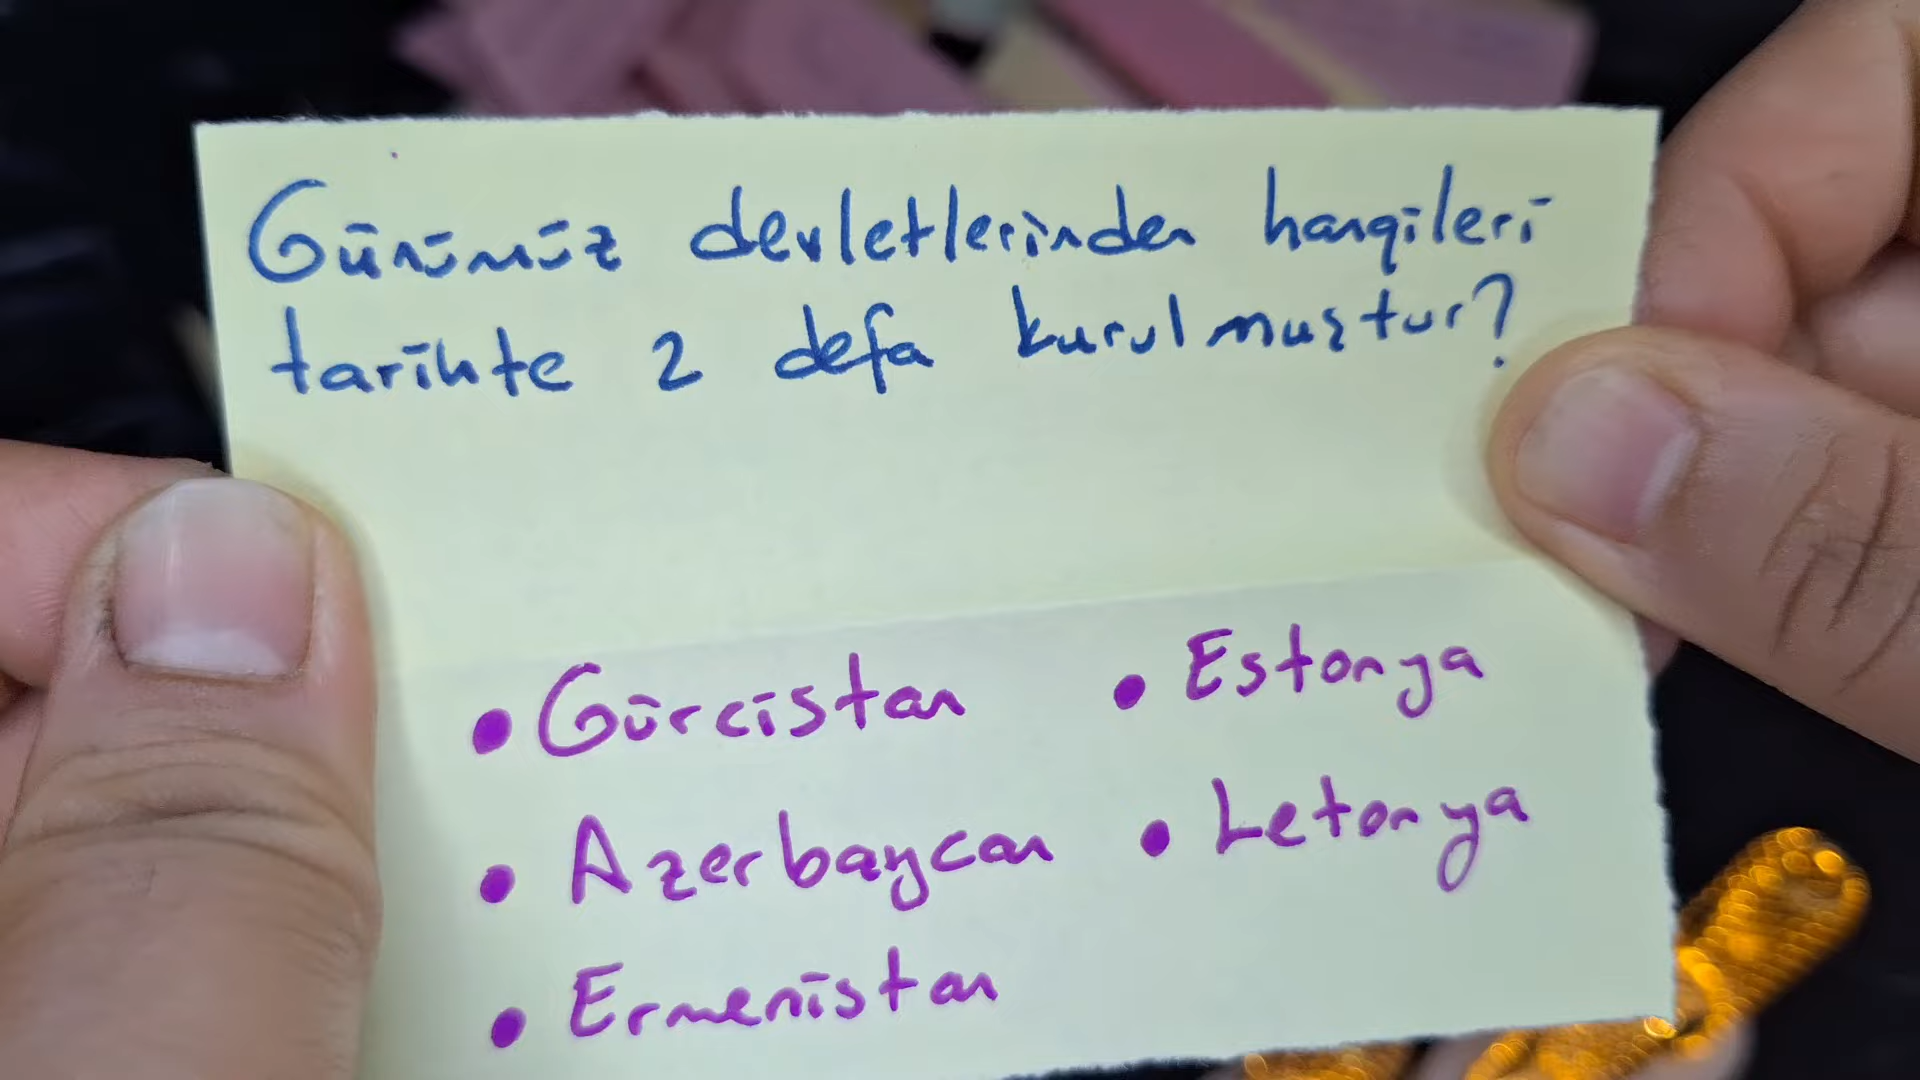 Günümüz devletlerinden hangileri
tarihte 2 defa kurulmuştur?
• Gürcistan
• Azerbaycan
• Ermenistan
• Estonya
• Letonya